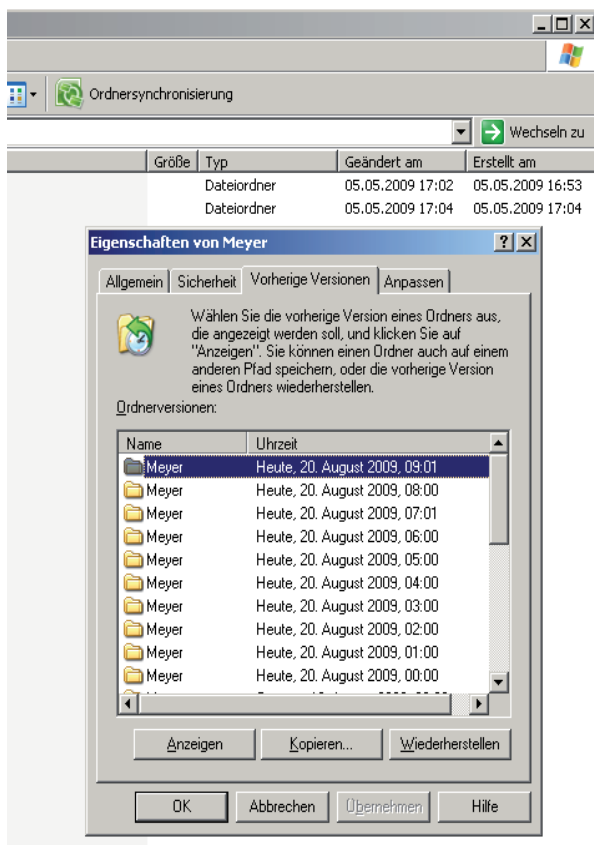 Ordnersynchronisierung
Wechseln zu
Größe Typ Geändert am Erstellt am
Dateiordner 05.05.2009 17:02 05.05.2009 16:53
Dateiordner 05.05.2009 17:04 05.05.2009 17:04
Eigenschaften von Meyer
Allgemein Sicherheit Vorherige Versionen Anpassen
Wählen Sie die vorherige Version eines Ordners aus,
die angezeigt werden soll, und klicken Sie auf
"Anzeigen". Sie können einen Ordner auch auf einem
anderen Pfad speichern, oder die vorherige Version
eines Ordners wiederherstellen.
Ordnerversionen:
Name Uhrzeit
Meyer Heute, 20. August 2009, 09:01
Meyer Heute, 20. August 2009, 08:00
Meyer Heute, 20. August 2009, 07:01
Meyer Heute, 20. August 2009, 06:00
Meyer Heute, 20. August 2009, 05:00
Meyer Heute, 20. August 2009, 04:00
Meyer Heute, 20. August 2009, 03:00
Meyer Heute, 20. August 2009, 02:00
Meyer Heute, 20. August 2009, 01:00
Meyer Heute, 20. August 2009, 00:00
Anzeigen Kopieren... Wiederherstellen
OK Abbrechen Übernehmen Hilfe